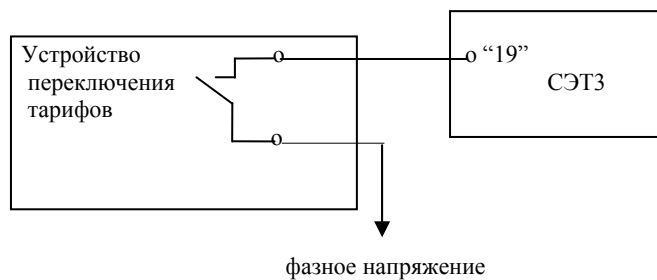 Устройство
переключения
тарифов
о
о “19”
СЭТ3
о
фазное напряжение